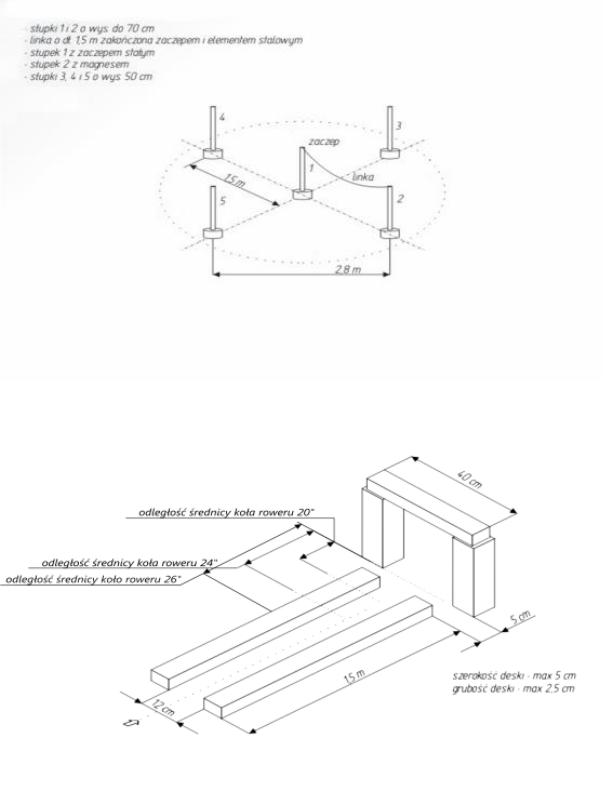 - słupki 1 i 2 o wys. do 70 cm
- linka o dł. 1,5 m zakończona zaczepem i elementem stalowym
- słupek 1 z zaczepem stałym
- słupek 2 z magnesem
- słupki 3, 4 i 5 o wys. 50 cm
4
3
zaczep
1
linka
1.5 m
5
2
2.8 m
40 cm
odległość średnicy koła roweru 20"
odległość średnicy koła roweru 24"
odległość średnicy koło roweru 26"
5 cm
1.5 m
szerokość deski - max 5 cm
grubość deski - max 2,5 cm
12 cm